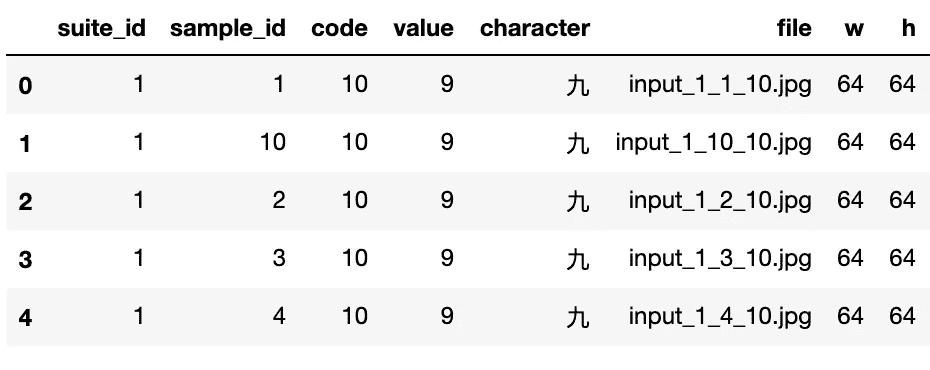 suite_id sample_id code value character file w h
0 1 1 10 9 九 input_1_1_10.jpg 64 64
1 1 10 10 9 九 input_1_10_10.jpg 64 64
2 1 2 10 9 九 input_1_2_10.jpg 64 64
3 1 3 10 9 九 input_1_3_10.jpg 64 64
4 1 4 10 9 九 input_1_4_10.jpg 64 64